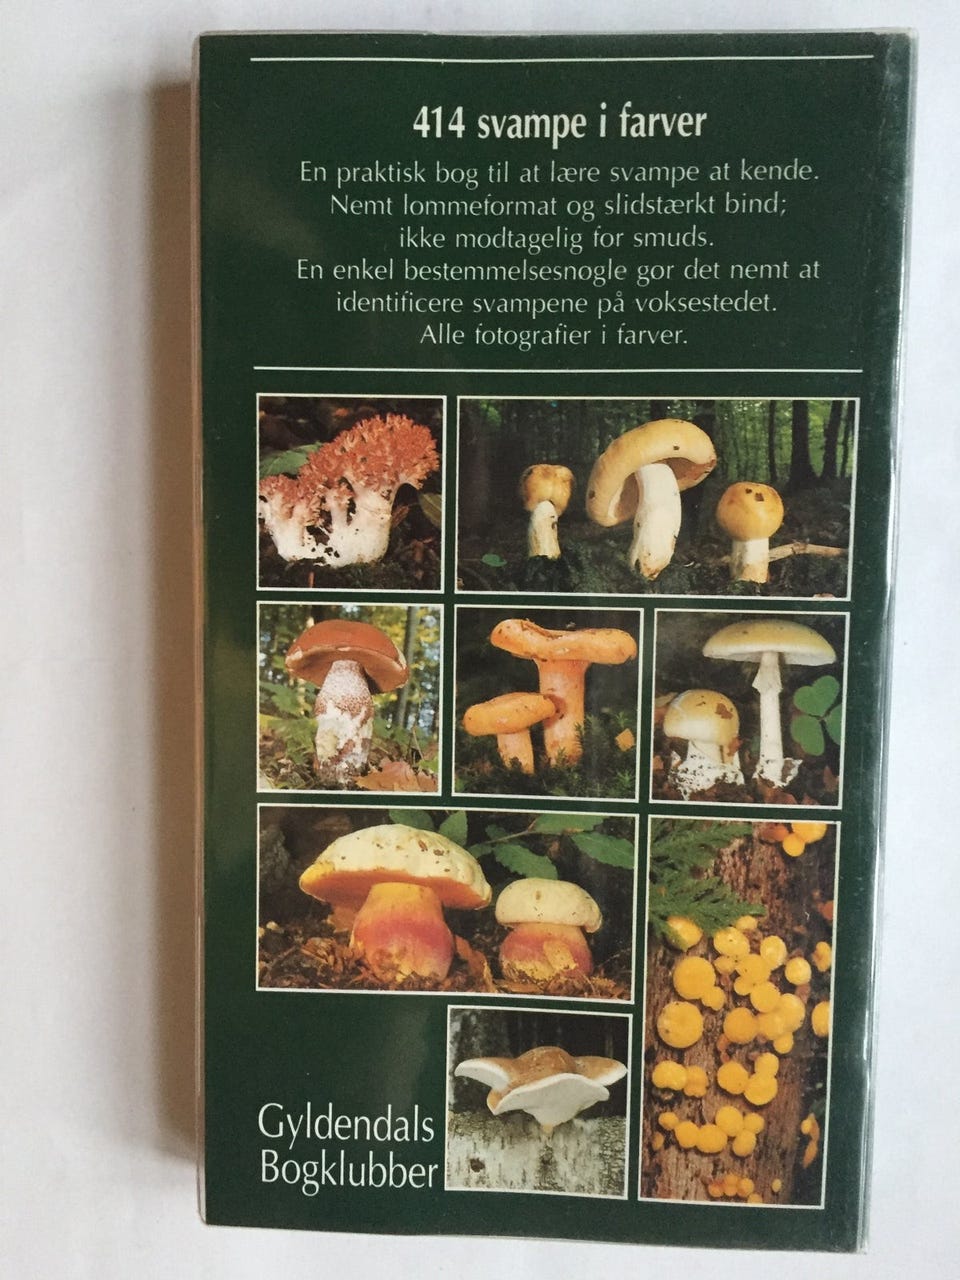 414 svampe i farver
En praktisk bog til at lære svampe at kende.
Nemt lommeformat og slidstærkt bind;
ikke modtagelig for smuds.
En enkel bestemmelsesnøgle gør det nemt at
identificere svampene på voksestedet.
Alle fotografier i farver.
Gyldendals
Bogklubber